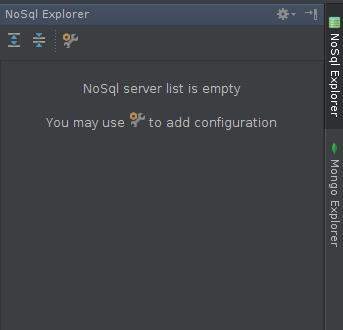 NoSql Explorer
NoSql server list is empty
You may use to add configuration
NoSql Explorer
Mongo Explorer